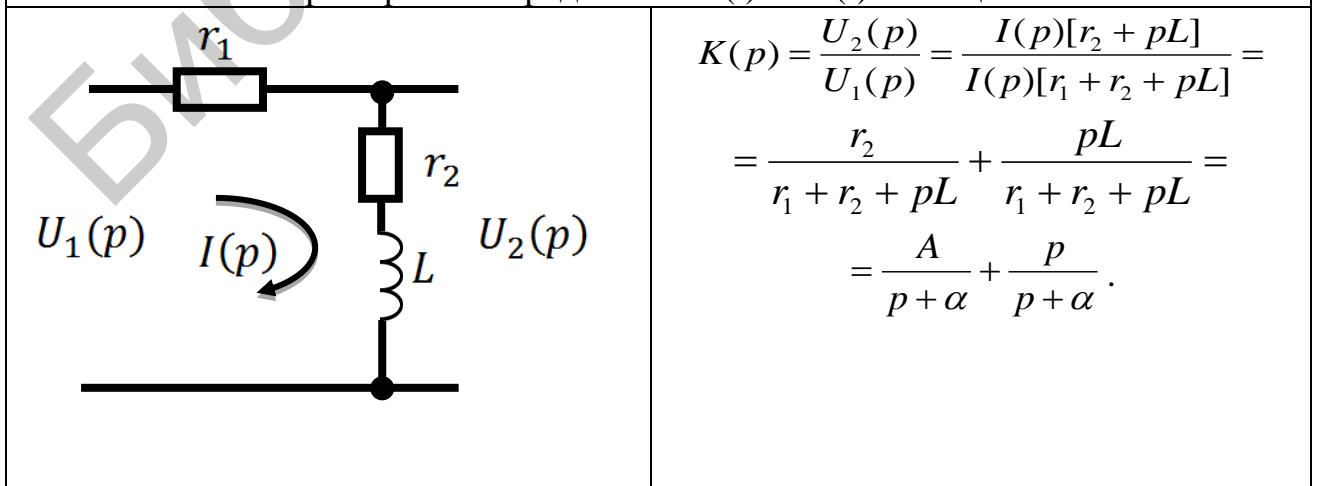 r₁
r₂
U₁(p)
I(p)
L
U₂(p)
K(p) = U₂(p)/U₁(p) = I(p)[r₂ + pL]/I(p)[r₁ + r₂ + pL] =
= r₂/(r₁ + r₂ + pL) + pL/(r₁ + r₂ + pL) =
= A/(p + α) + p/(p + α) .